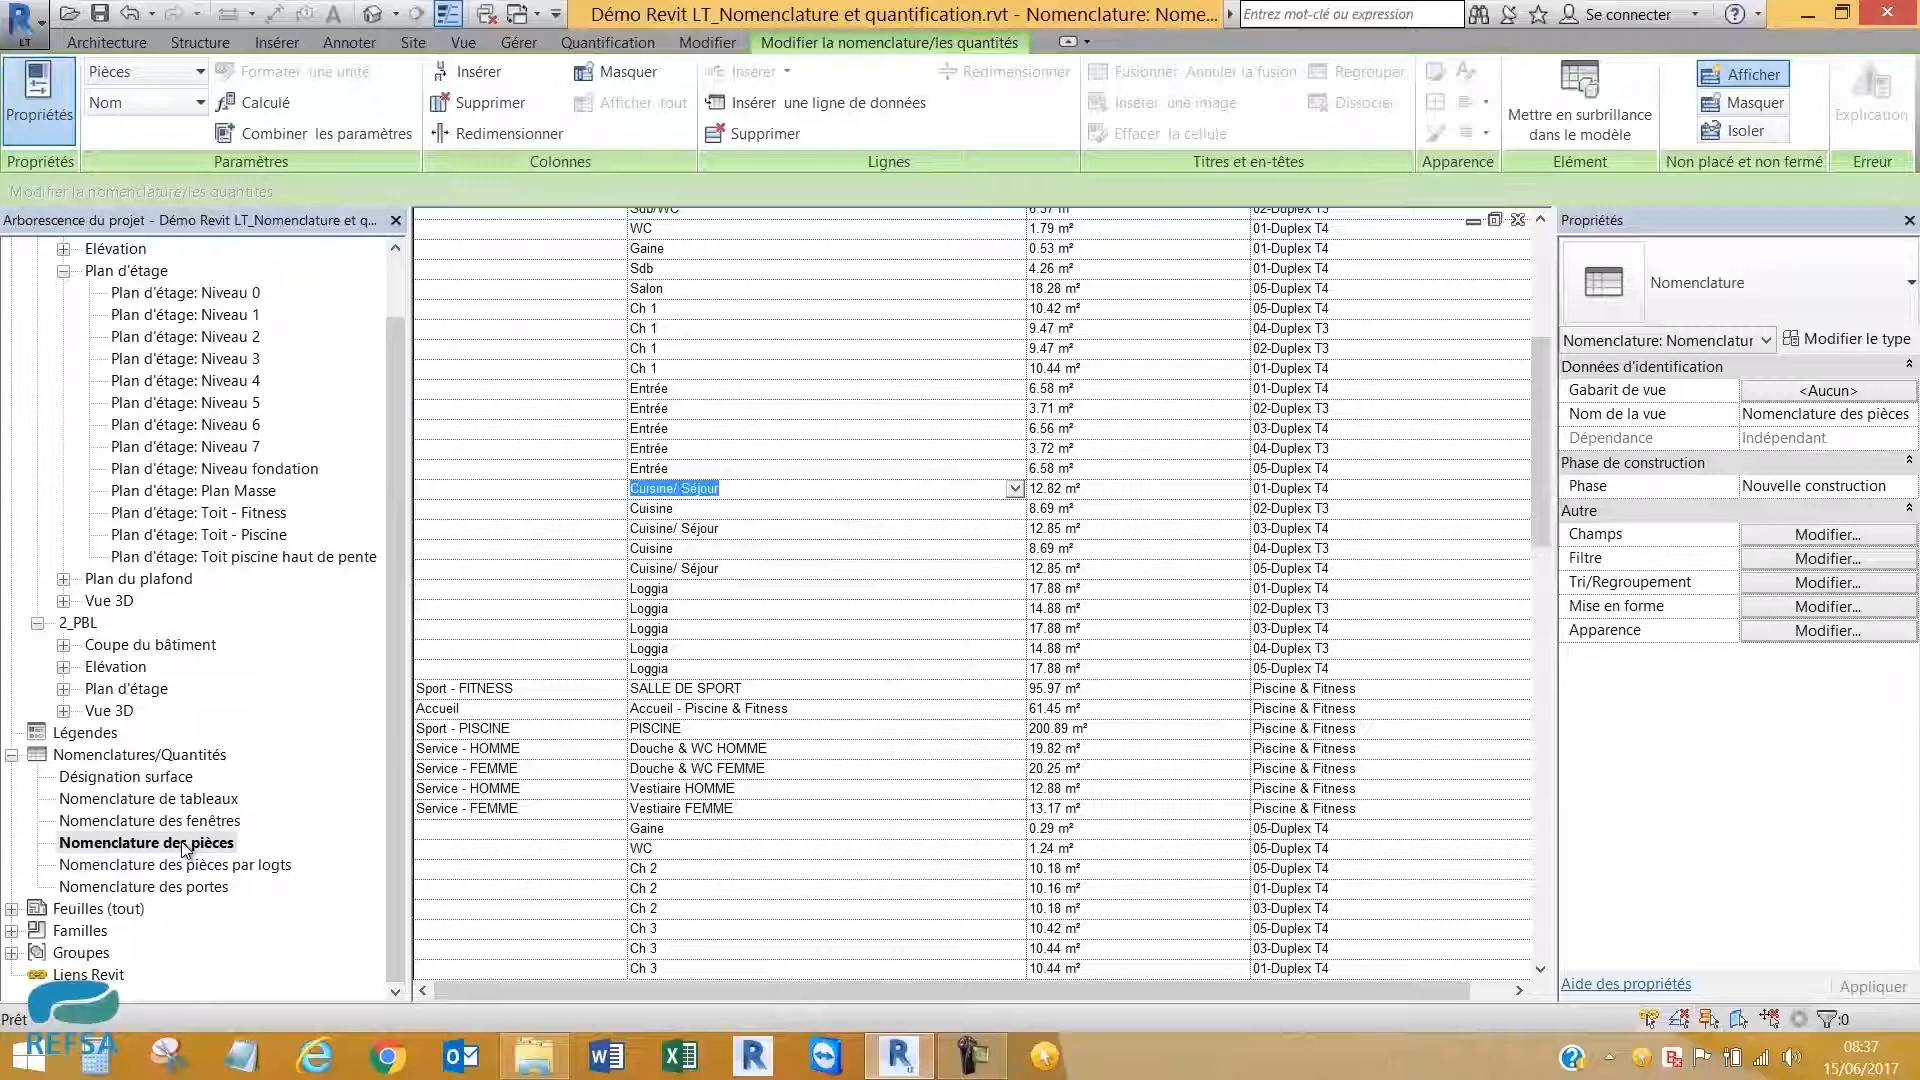 Démo Revit LT_Nomenclature et quantification.rvt - Nomenclature: Nome...
Entrez mot-clé ou expression
Se connecter
LT
Architecture Structure Insérer Annoter Site Vue Gérer Quantification Modifier Modifier la nomenclature/les quantités
Propriétés
Pièces
Nom
Formater une unité
Calculé
Combiner les paramètres
Insérer
Supprimer
Redimensionner
Masquer
Afficher tout
Insérer
Redimensionner
Insérer une ligne de données
Supprimer
Fusionner Annuler la fusion
Regrouper
Insérer une image
Dissocier
Effacer la cellule
Mettre en surbrillance
dans le modèle
Afficher
Masquer
Isoler
Explication
Propriétés Paramètres Colonnes Lignes Titres et en-têtes Apparence Elément Non placé et non fermé Erreur
Modifier la nomenclature/les quantités
Arborescence du projet - Démo Revit LT_Nomenclature et q...
Elévation
Plan d'étage
Plan d'étage: Niveau 0
Plan d'étage: Niveau 1
Plan d'étage: Niveau 2
Plan d'étage: Niveau 3
Plan d'étage: Niveau 4
Plan d'étage: Niveau 5
Plan d'étage: Niveau 6
Plan d'étage: Niveau 7
Plan d'étage: Niveau fondation
Plan d'étage: Plan Masse
Plan d'étage: Toit - Fitness
Plan d'étage: Toit - Piscine
Plan d'étage: Toit piscine haut de pente
Plan du plafond
Vue 3D
2_PBL
Coupe du bâtiment
Elévation
Plan d'étage
Vue 3D
Légendes
Nomenclatures/Quantités
Désignation surface
Nomenclature de tableaux
Nomenclature des fenêtres
Nomenclature des pièces
Nomenclature des pièces par logts
Nomenclature des portes
Feuilles (tout)
Familles
Groupes
Liens Revit
Sdb/WC 6.37 m² 02-Duplex T3
WC 1.79 m² 01-Duplex T4
Gaine 0.53 m² 01-Duplex T4
Sdb 4.26 m² 01-Duplex T4
Salon 18.28 m² 05-Duplex T4
Ch 1 10.42 m² 05-Duplex T4
Ch 1 9.47 m² 04-Duplex T3
Ch 1 9.47 m² 02-Duplex T3
Ch 1 10.44 m² 01-Duplex T4
Entrée 6.58 m² 01-Duplex T4
Entrée 3.71 m² 02-Duplex T3
Entrée 6.56 m² 03-Duplex T4
Entrée 3.72 m² 04-Duplex T3
Entrée 6.58 m² 05-Duplex T4
Cuisine/ Séjour 12.82 m² 01-Duplex T4
Cuisine 8.69 m² 02-Duplex T3
Cuisine/ Séjour 12.85 m² 03-Duplex T4
Cuisine 8.69 m² 04-Duplex T3
Cuisine/ Séjour 12.85 m² 05-Duplex T4
Loggia 17.88 m² 01-Duplex T4
Loggia 14.88 m² 02-Duplex T3
Loggia 17.88 m² 03-Duplex T4
Loggia 14.88 m² 04-Duplex T3
Loggia 17.88 m² 05-Duplex T4
Sport - FITNESS SALLE DE SPORT 95.97 m² Piscine & Fitness
Accueil Accueil - Piscine & Fitness 61.45 m² Piscine & Fitness
Sport - PISCINE PISCINE 200.89 m² Piscine & Fitness
Service - HOMME Douche & WC HOMME 19.82 m² Piscine & Fitness
Service - FEMME Douche & WC FEMME 20.25 m² Piscine & Fitness
Service - HOMME Vestiaire HOMME 12.88 m² Piscine & Fitness
Service - FEMME Vestiaire FEMME 13.17 m² Piscine & Fitness
Gaine 0.29 m² 05-Duplex T4
WC 1.24 m² 05-Duplex T4
Ch 2 10.18 m² 05-Duplex T4
Ch 2 10.16 m² 01-Duplex T4
Ch 2 10.18 m² 03-Duplex T4
Ch 3 10.42 m² 05-Duplex T4
Ch 3 10.44 m² 03-Duplex T4
Ch 3 10.44 m² 01-Duplex T4
Propriétés
Nomenclature
Nomenclature: Nomenclatur
Modifier le type
Données d'identification
Gabarit de vue <Aucun>
Nom de la vue Nomenclature des pièces
Dépendance Indépendant
Phase de construction
Phase Nouvelle construction
Autre
Champs Modifier...
Filtre Modifier...
Tri/Regroupement Modifier...
Mise en forme Modifier...
Apparence Modifier...
Aide des propriétés
Appliquer
Prêt
:0
REFSA
08:37
15/06/2017